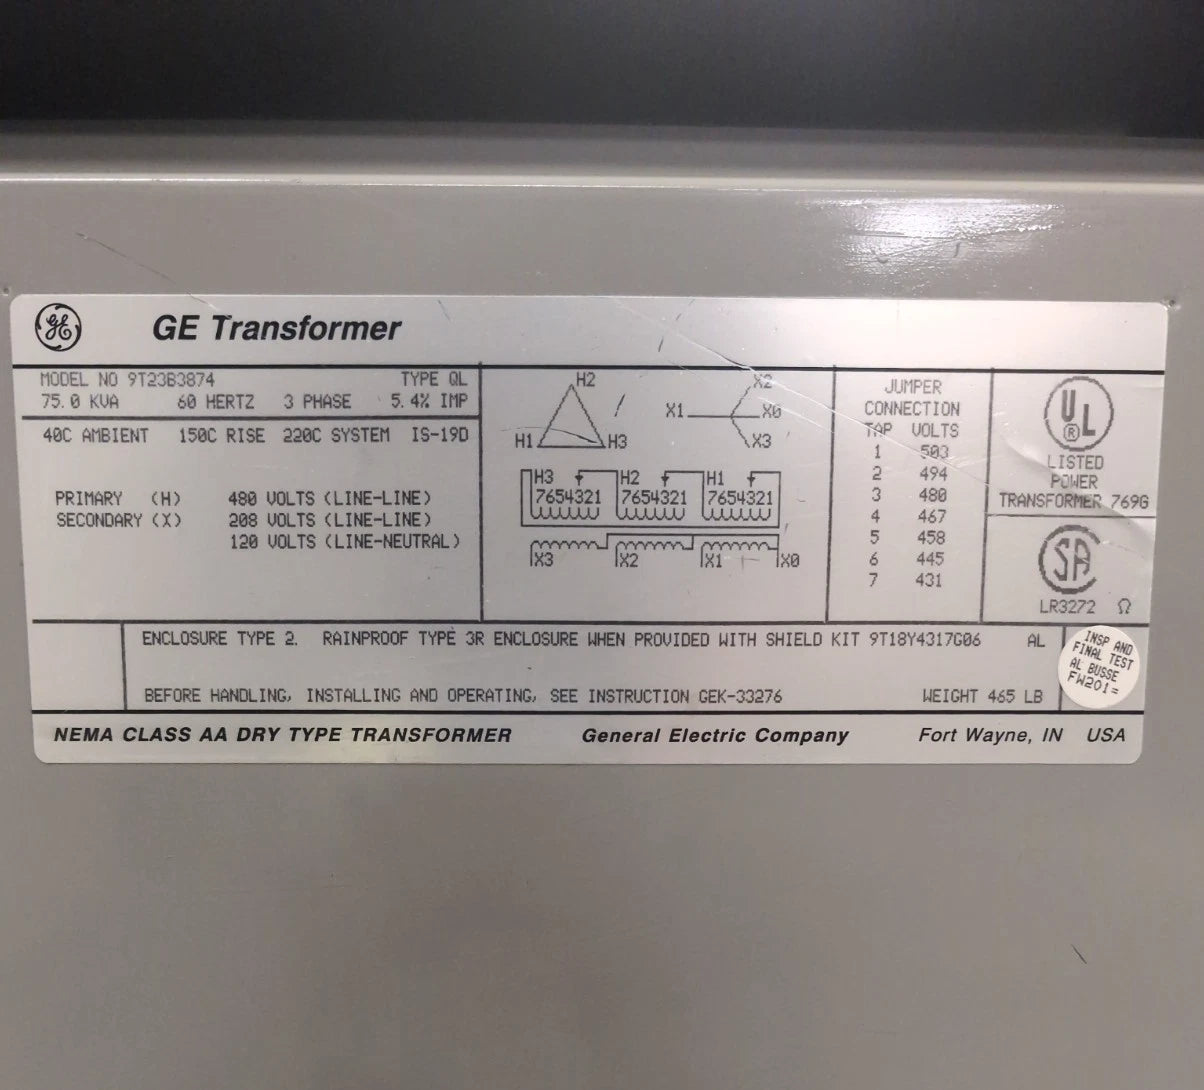 GE GE Transformer
MODEL NO 9T23B3874 TYPE QL
75.0 KVA 60 HERTZ 3 PHASE 5.4% IMP
40C AMBIENT 150C RISE 220C SYSTEM IS-19D
PRIMARY (H) 480 VOLTS (LINE-LINE)
SECONDARY (X) 208 VOLTS (LINE-LINE)
120 VOLTS (LINE-NEUTRAL)
H2
H1 H3
X2
X1 X0
X3
H3 H2 H1
7654321 7654321 7654321
X3 X2 X1 X0
JUMPER
CONNECTION
TAP VOLTS
1 503
2 494
3 480
4 467
5 458
6 445
7 431
UL
®
LISTED
POWER
TRANSFORMER 769G
SA
LR3272 Ω
ENCLOSURE TYPE 2. RAINPROOF TYPE 3R ENCLOSURE WHEN PROVIDED WITH SHIELD KIT 9T18Y4317G06 AL
BEFORE HANDLING, INSTALLING AND OPERATING, SEE INSTRUCTION GEK-33276 WEIGHT 465 LB
INSP AND
FINAL TEST
AL BUSSE
FW201=
NEMA CLASS AA DRY TYPE TRANSFORMER General Electric Company Fort Wayne, IN USA